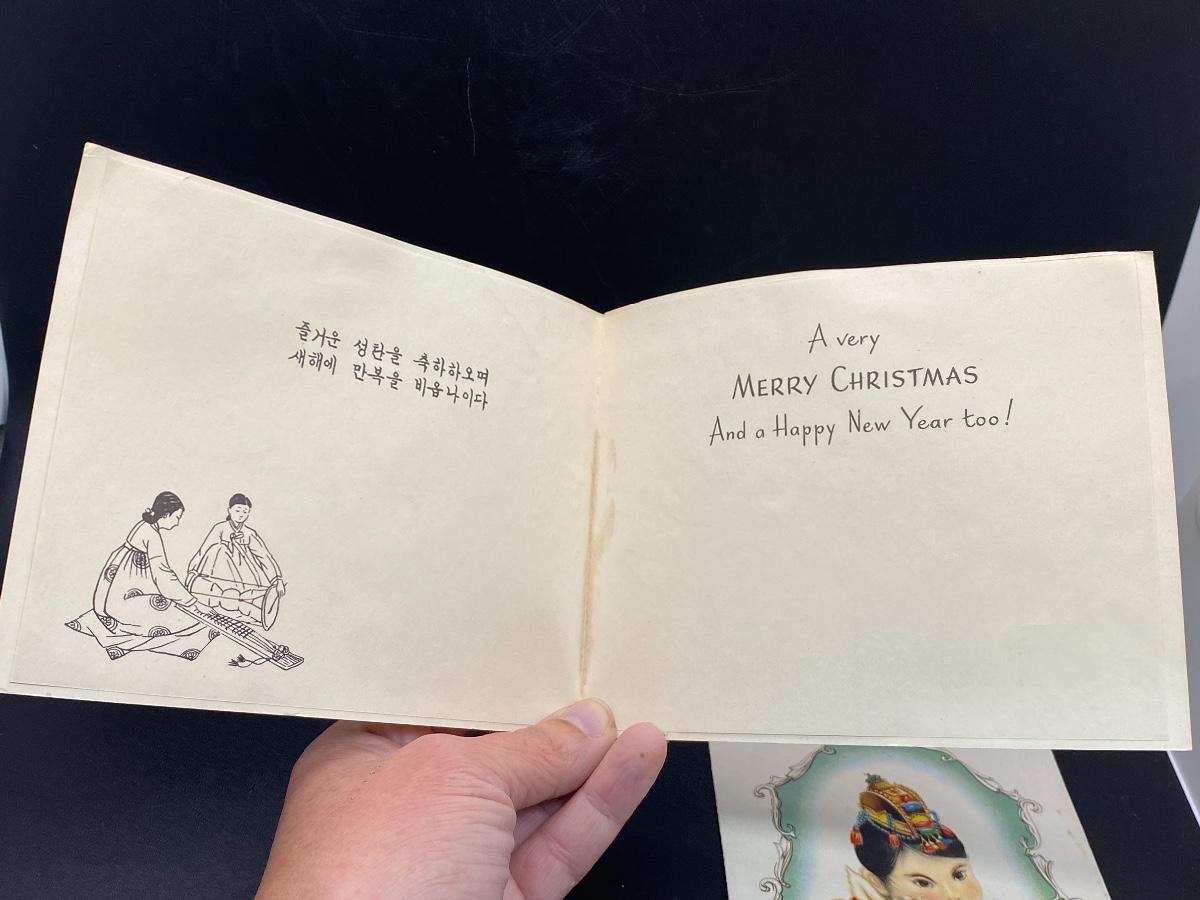 즐거운 성탄을 축하하오며
새해에 만복을 비옵나이다
A very
MERRY CHRISTMAS
And a Happy New Year too!